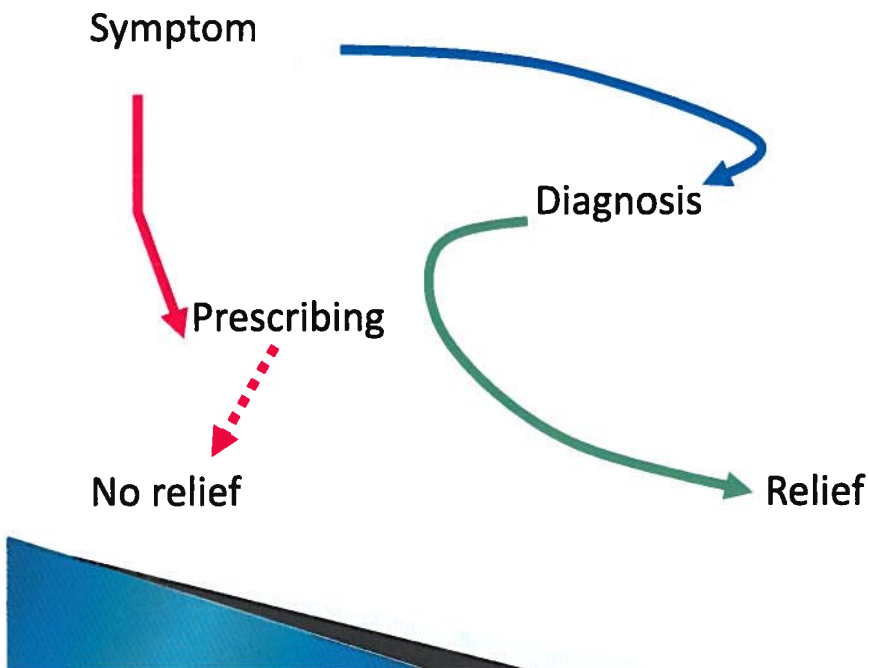 Symptom
Diagnosis
Prescribing
No relief
Relief